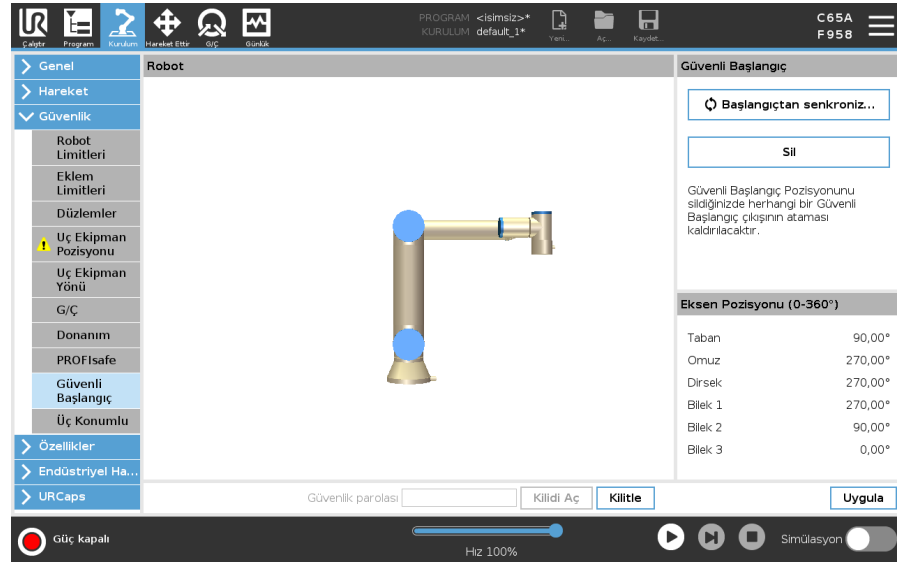 PROGRAM <isimsiz>*
KURULUM default_1*
Çalıştır
Program
Kurulum
Hareket Ettir
G/Ç
Günlük
Yeni...
Aç...
Kaydet...
C65A
F958
Genel
Hareket
Güvenlik
Robot
Limitleri
Eklem
Limitleri
Düzlemler
Uç Ekipman
Pozisyonu
Uç Ekipman
Yönü
G/Ç
Donanım
PROFIsafe
Güvenli
Başlangıç
Üç Konumlu
Özellikler
Endüstriyel Ha...
URCaps
Robot
Güvenli Başlangıç
Başlangıçtan senkroniz...
Sil
Güvenli Başlangıç Pozisyonunu
sildiğinizde herhangi bir Güvenli
Başlangıç çıkışının ataması
kaldırılacaktır.
Eksen Pozisyonu (0-360°)
Taban 90,00°
Omuz 270,00°
Dirsek 270,00°
Bilek 1 270,00°
Bilek 2 90,00°
Bilek 3 0,00°
Güvenlik parolası
Kilidi Aç
Kilitle
Uygula
Güç kapalı
Hız 100%
Simülasyon